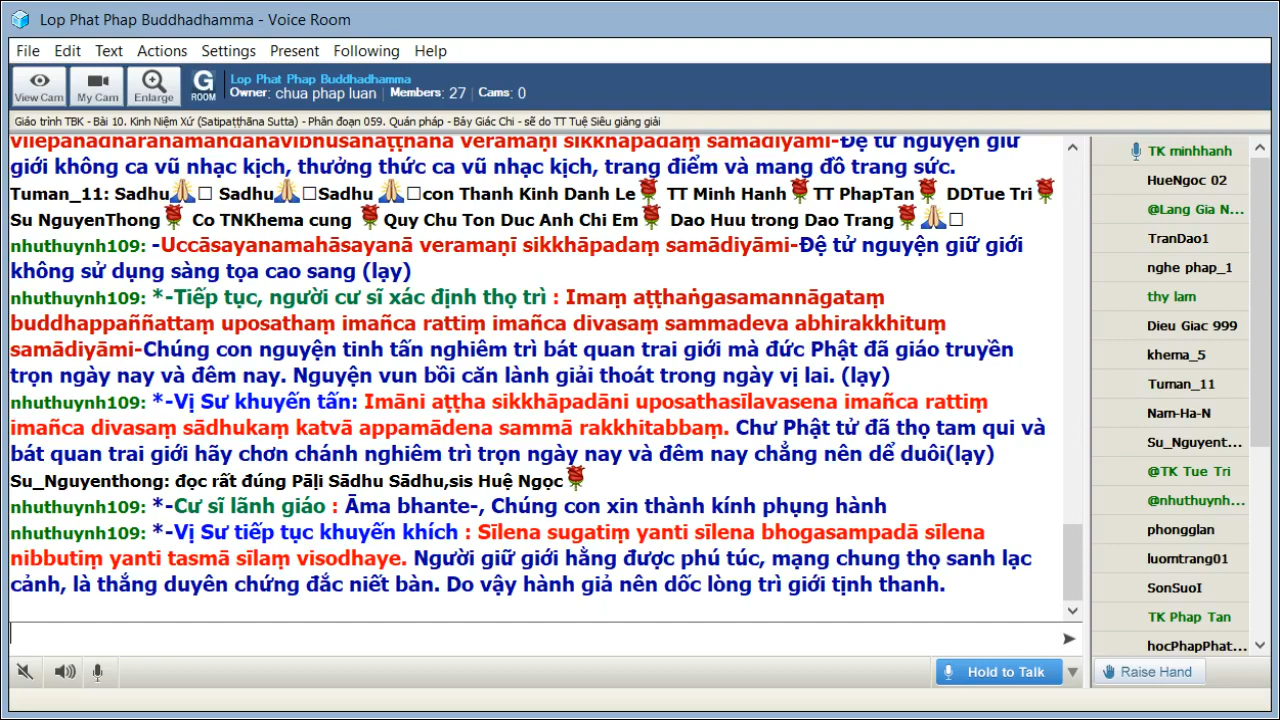 Lop Phat Phap Buddhadhamma - Voice Room
File Edit Text Actions Settings Present Following Help
View Cam My Cam Enlarge G ROOM
Lop Phat Phap Buddhadhamma
Owner: chua phap luan | Members: 27 | Cams: 0
Giáo trình TBK - Bài 10. Kinh Niệm Xứ (Satipaṭṭhāna Sutta) - Phân đoạn 059. Quán pháp - Bảy Giác Chi - sẽ do TT Tuệ Siêu giảng giải
vilepanadhāraṇamaṇḍanavibhūsanaṭṭhānā veramaṇī sikkhāpadaṃ samādiyāmi-Đệ tử nguyện giữ
giới không ca vũ nhạc kịch, thưởng thức ca vũ nhạc kịch, trang điểm và mang đồ trang sức.
Tuman_11: Sadhu🙏□ Sadhu🙏□Sadhu 🙏□con Thanh Kinh Danh Le🌹 TT Minh Hanh🌹TT PhapTan🌹 DDTue Tri🌹
Su NguyenThong🌹 Co TNKhema cung 🌹Quy Chu Ton Duc Anh Chi Em🌹 Dao Huu trong Dao Trang🌹🙏□
nhuthuynh109: -Uccāsayanamahāsayanā veramaṇī sikkhāpadaṃ samādiyāmi-Đệ tử nguyện giữ giới
không sử dụng sàng tọa cao sang (lạy)
nhuthuynh109: *-Tiếp tục, người cư sĩ xác định thọ trì : Imaṃ aṭṭhaṅgasamannāgataṃ
buddhappaññattaṃ uposathaṃ imañca rattiṃ imañca divasaṃ sammadeva abhirakkhituṃ
samādiyāmi-Chúng con nguyện tinh tấn nghiêm trì bát quan trai giới mà đức Phật đã giáo truyền
trọn ngày nay và đêm nay. Nguyện vun bồi căn lành giải thoát trong ngày vị lai. (lạy)
nhuthuynh109: *-Vị Sư khuyến tấn: Imāni aṭṭha sikkhāpadāni uposathasīlavasena imañca rattiṃ
imañca divasaṃ sādhukaṃ katvā appamādena sammā rakkhitabbaṃ. Chư Phật tử đã thọ tam qui và
bát quan trai giới hãy chơn chánh nghiêm trì trọn ngày nay và đêm nay chẳng nên dể duôi(lạy)
Su_Nguyenthong: đọc rất đúng Pāḷi Sādhu Sādhu,sis Huệ Ngọc🌹
nhuthuynh109: *-Cư sĩ lãnh giáo : Āma bhante-, Chúng con xin thành kính phụng hành
nhuthuynh109: *-Vị Sư tiếp tục khuyến khích : Sīlena sugatiṃ yanti sīlena bhogasampadā sīlena
nibbutiṃ yanti tasmā sīlaṃ visodhaye. Người giữ giới hằng được phú túc, mạng chung thọ sanh lạc
cảnh, là thắng duyên chứng đắc niết bàn. Do vậy hành giả nên dốc lòng trì giới tịnh thanh.
TK minhhanh
HueNgoc 02
@Lang Gia N...
TranDao1
nghe phap_1
thy lam
Dieu Giac 999
khema_5
Tuman_11
Nam-Ha-N
Su_Nguyent...
@TK Tue Tri
@nhuthuynh...
phongglan
luomtrang01
SonSuoI
TK Phap Tan
hocPhapPhat...
Hold to Talk
Raise Hand